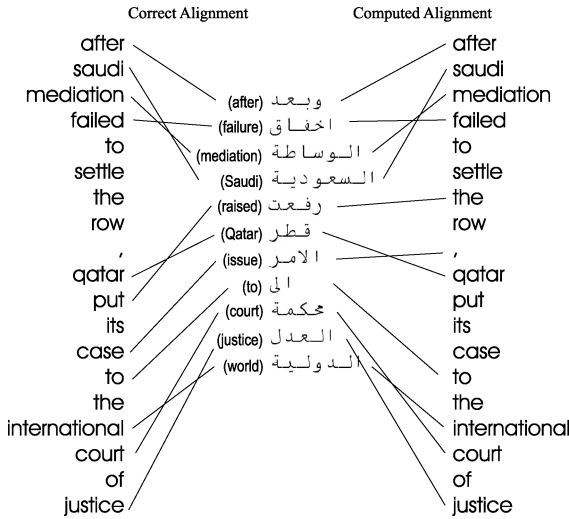 Correct Alignment
Computed Alignment
after
saudi
mediation
failed
to
settle
the
row
,
qatar
put
its
case
to
the
international
court
of
justice
(after) وبعد
(failure) اخفاق
(mediation) الوساطة
(Saudi) السعودية
(raised) رفعت
(Qatar) قطر
(issue) الامر
(to) الى
(court) محكمة
(justice) العدل
(world) الدولية
after
saudi
mediation
failed
to
settle
the
row
,
qatar
put
its
case
to
the
international
court
of
justice